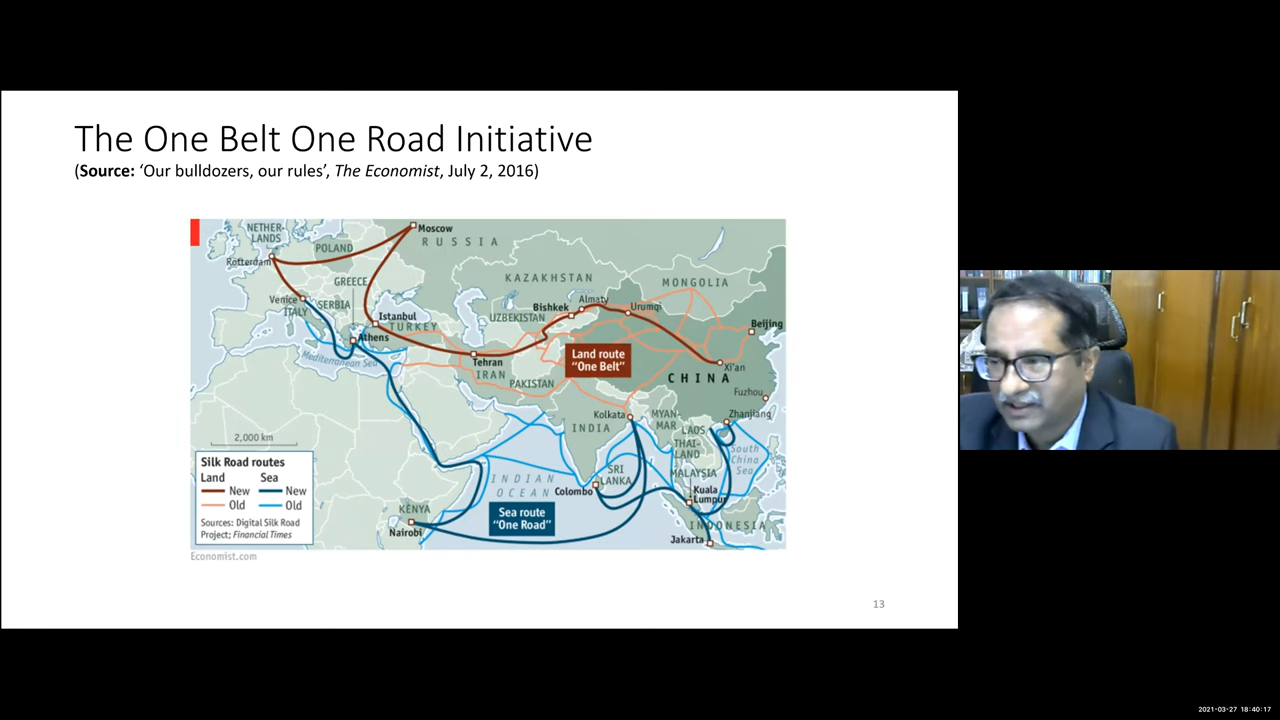 The One Belt One Road Initiative
(Source: ‘Our bulldozers, our rules’, The Economist, July 2, 2016)
NETHER-
LANDS
Moscow
RUSSIA
POLAND
Rotterdam
GREECE
KAZAKHSTAN
MONGOLIA
Venice
SERBIA
ITALY
Almaty
Bishkek
Urumqi
UZBEKISTAN
Istanbul
TURKEY
Beijing
Athens
Mediterranean Sea
Tehran
IRAN
Land route
“One Belt”
Xi'an
CHINA
PAKISTAN
Fuzhou
Kolkata
MYAN-
MAR
Zhanjiang
INDIA
LAOS
THAI-
LAND
South
China
Sea
2,000 km
SRI
LANKA
MALAYSIA
INDIAN
OCEAN
Colombo
Kuala
Lumpur
KENYA
Nairobi
Sea route
“One Road”
INDONESIA
Jakarta
Silk Road routes
Land Sea
New New
Old Old
Sources: Digital Silk Road
Project; Financial Times
Economist.com
13
2021-03-27 18:40:17